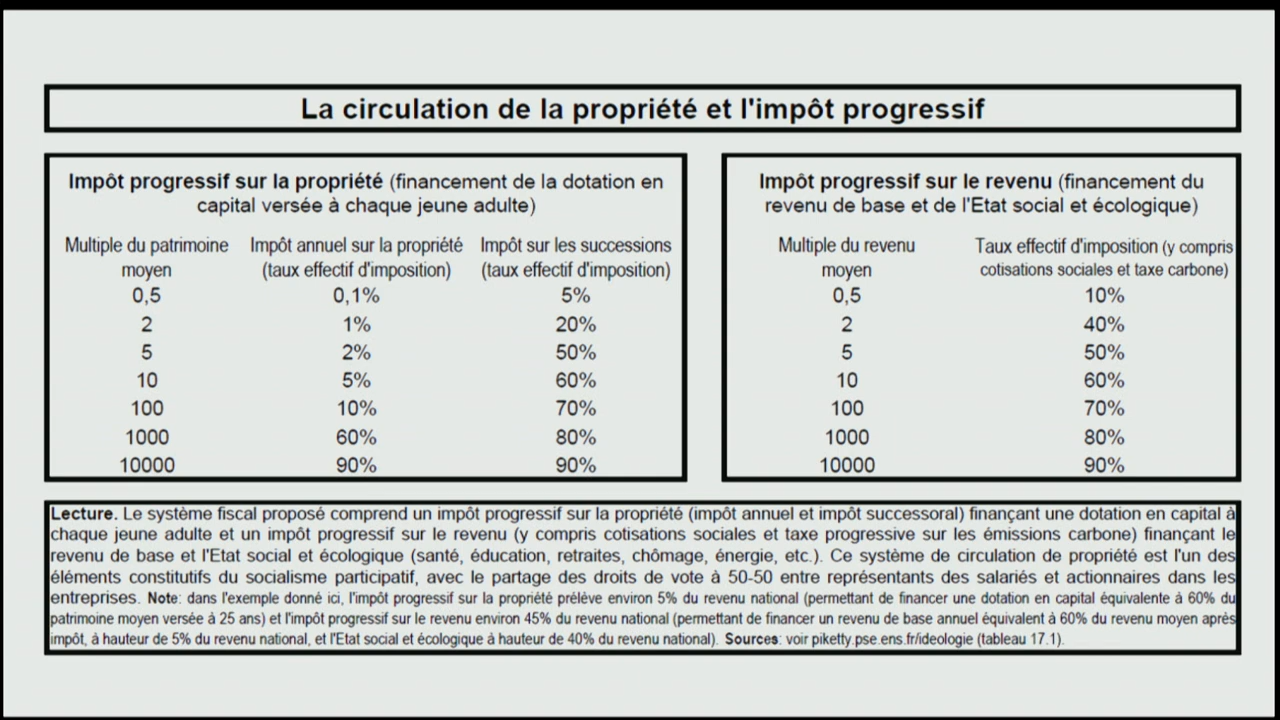 La circulation de la propriété et l'impôt progressif
Impôt progressif sur la propriété (financement de la dotation en
capital versée à chaque jeune adulte)
Multiple du patrimoine Impôt annuel sur la propriété Impôt sur les successions
moyen (taux effectif d'imposition) (taux effectif d'imposition)
0,5 0,1% 5%
2 1% 20%
5 2% 50%
10 5% 60%
100 10% 70%
1000 60% 80%
10000 90% 90%
Impôt progressif sur le revenu (financement du
revenu de base et de l'Etat social et écologique)
Multiple du revenu Taux effectif d'imposition (y compris
moyen cotisations sociales et taxe carbone)
0,5 10%
2 40%
5 50%
10 60%
100 70%
1000 80%
10000 90%
Lecture. Le système fiscal proposé comprend un impôt progressif sur la propriété (impôt annuel et impôt successoral) finançant une dotation en capital à
chaque jeune adulte et un impôt progressif sur le revenu (y compris cotisations sociales et taxe progressive sur les émissions carbone) finançant le
revenu de base et l'Etat social et écologique (santé, éducation, retraites, chômage, énergie, etc.). Ce système de circulation de propriété est l'un des
éléments constitutifs du socialisme participatif, avec le partage des droits de vote à 50-50 entre représentants des salariés et actionnaires dans les
entreprises. Note: dans l'exemple donné ici, l'impôt progressif sur la propriété prélève environ 5% du revenu national (permettant de financer une dotation en capital équivalente à 60% du
patrimoine moyen versée à 25 ans) et l'impôt progressif sur le revenu environ 45% du revenu national (permettant de financer un revenu de base annuel équivalent à 60% du revenu moyen après
impôt, à hauteur de 5% du revenu national, et l'Etat social et écologique à hauteur de 40% du revenu national). Sources: voir piketty.pse.ens.fr/ideologie (tableau 17.1).